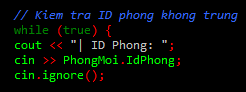 // Kiem tra ID phong khong trung
while (true) {
cout << "| ID Phong: ";
cin >> PhongMoi.IdPhong;
cin.ignore();